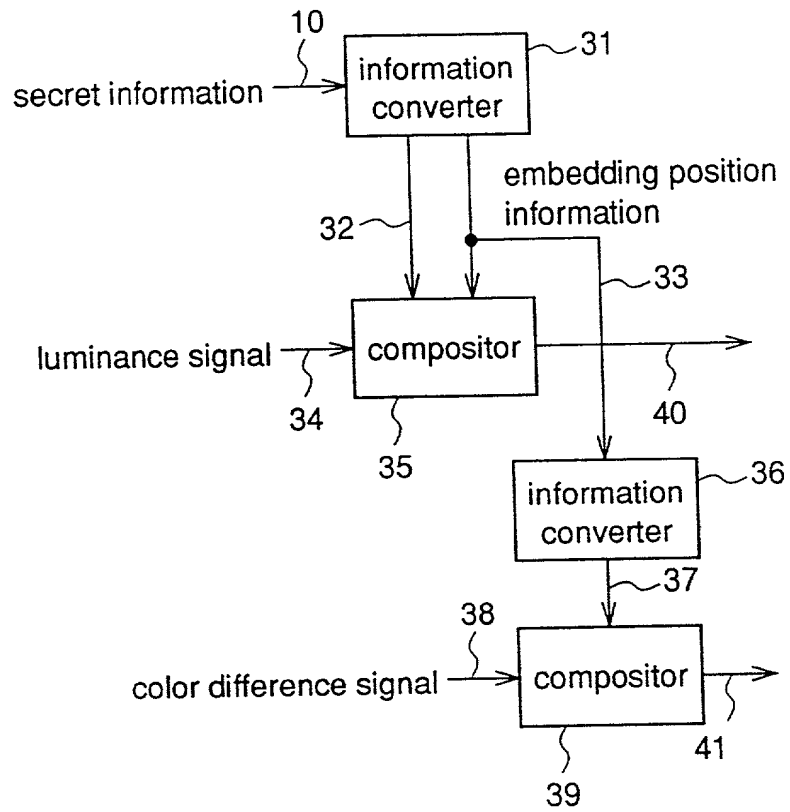 10
31
information
converter
secret information
embedding position
information
32
33
luminance signal
compositor
34
35
40
36
information
converter
37
38
color difference signal
compositor
39
41